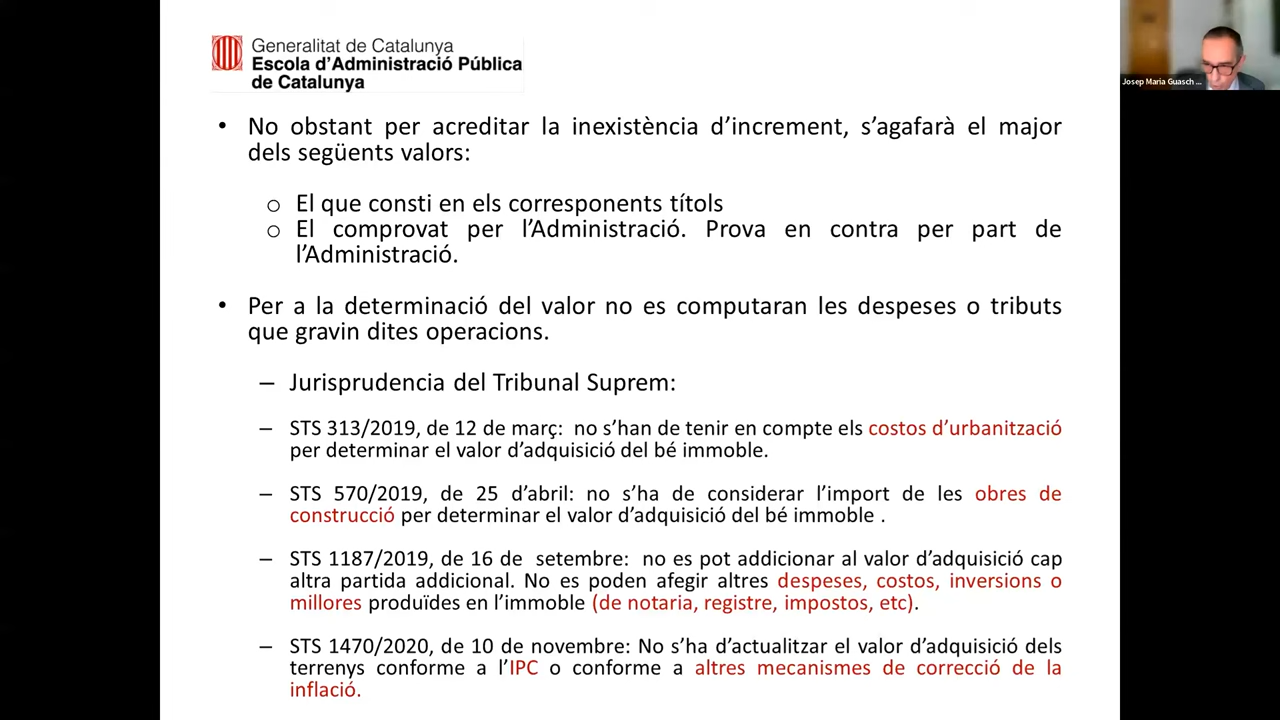 Generalitat de Catalunya
Escola d'Administració Pública
de Catalunya
Josep Maria Guasch ...
• No obstant per acreditar la inexistència d'increment, s'agafarà el major
dels següents valors:
o El que consti en els corresponents títols
o El comprovat per l'Administració. Prova en contra per part de
l'Administració.
• Per a la determinació del valor no es computaran les despeses o tributs
que gravin dites operacions.
– Jurisprudencia del Tribunal Suprem:
– STS 313/2019, de 12 de març: no s'han de tenir en compte els costos d'urbanització
per determinar el valor d'adquisició del bé immoble.
– STS 570/2019, de 25 d'abril: no s'ha de considerar l'import de les obres de
construcció per determinar el valor d'adquisició del bé immoble .
– STS 1187/2019, de 16 de setembre: no es pot addicionar al valor d'adquisició cap
altra partida addicional. No es poden afegir altres despeses, costos, inversions o
millores produïdes en l'immoble (de notaria, registre, impostos, etc).
– STS 1470/2020, de 10 de novembre: No s'ha d'actualitzar el valor d'adquisició dels
terrenys conforme a l'IPC o conforme a altres mecanismes de correcció de la
inflació.